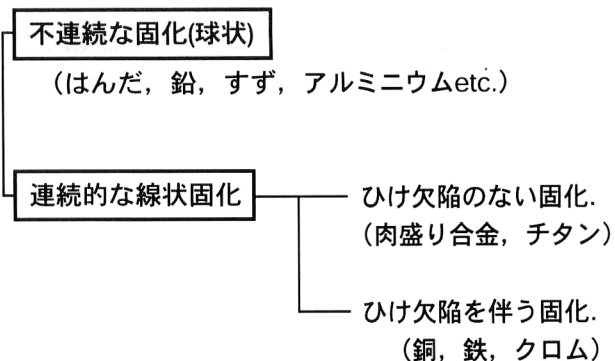 不連続な固化(球状)
（はんだ，鉛，すず，アルミニウムetc.）
連続的な線状固化
ひけ欠陥のない固化.
（肉盛り合金，チタン）
ひけ欠陥を伴う固化.
（銅，鉄，クロム）